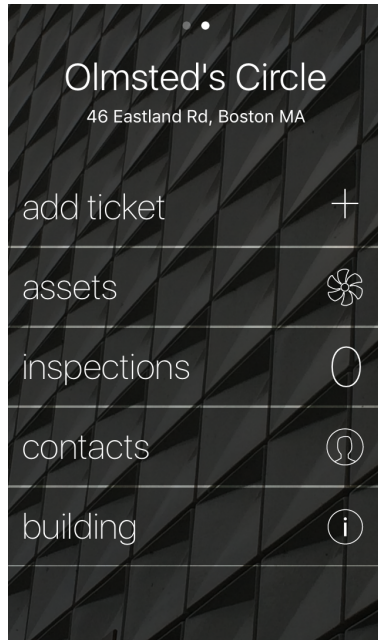 Olmsted's Circle
46 Eastland Rd, Boston MA
add ticket
assets
inspections
contacts
building